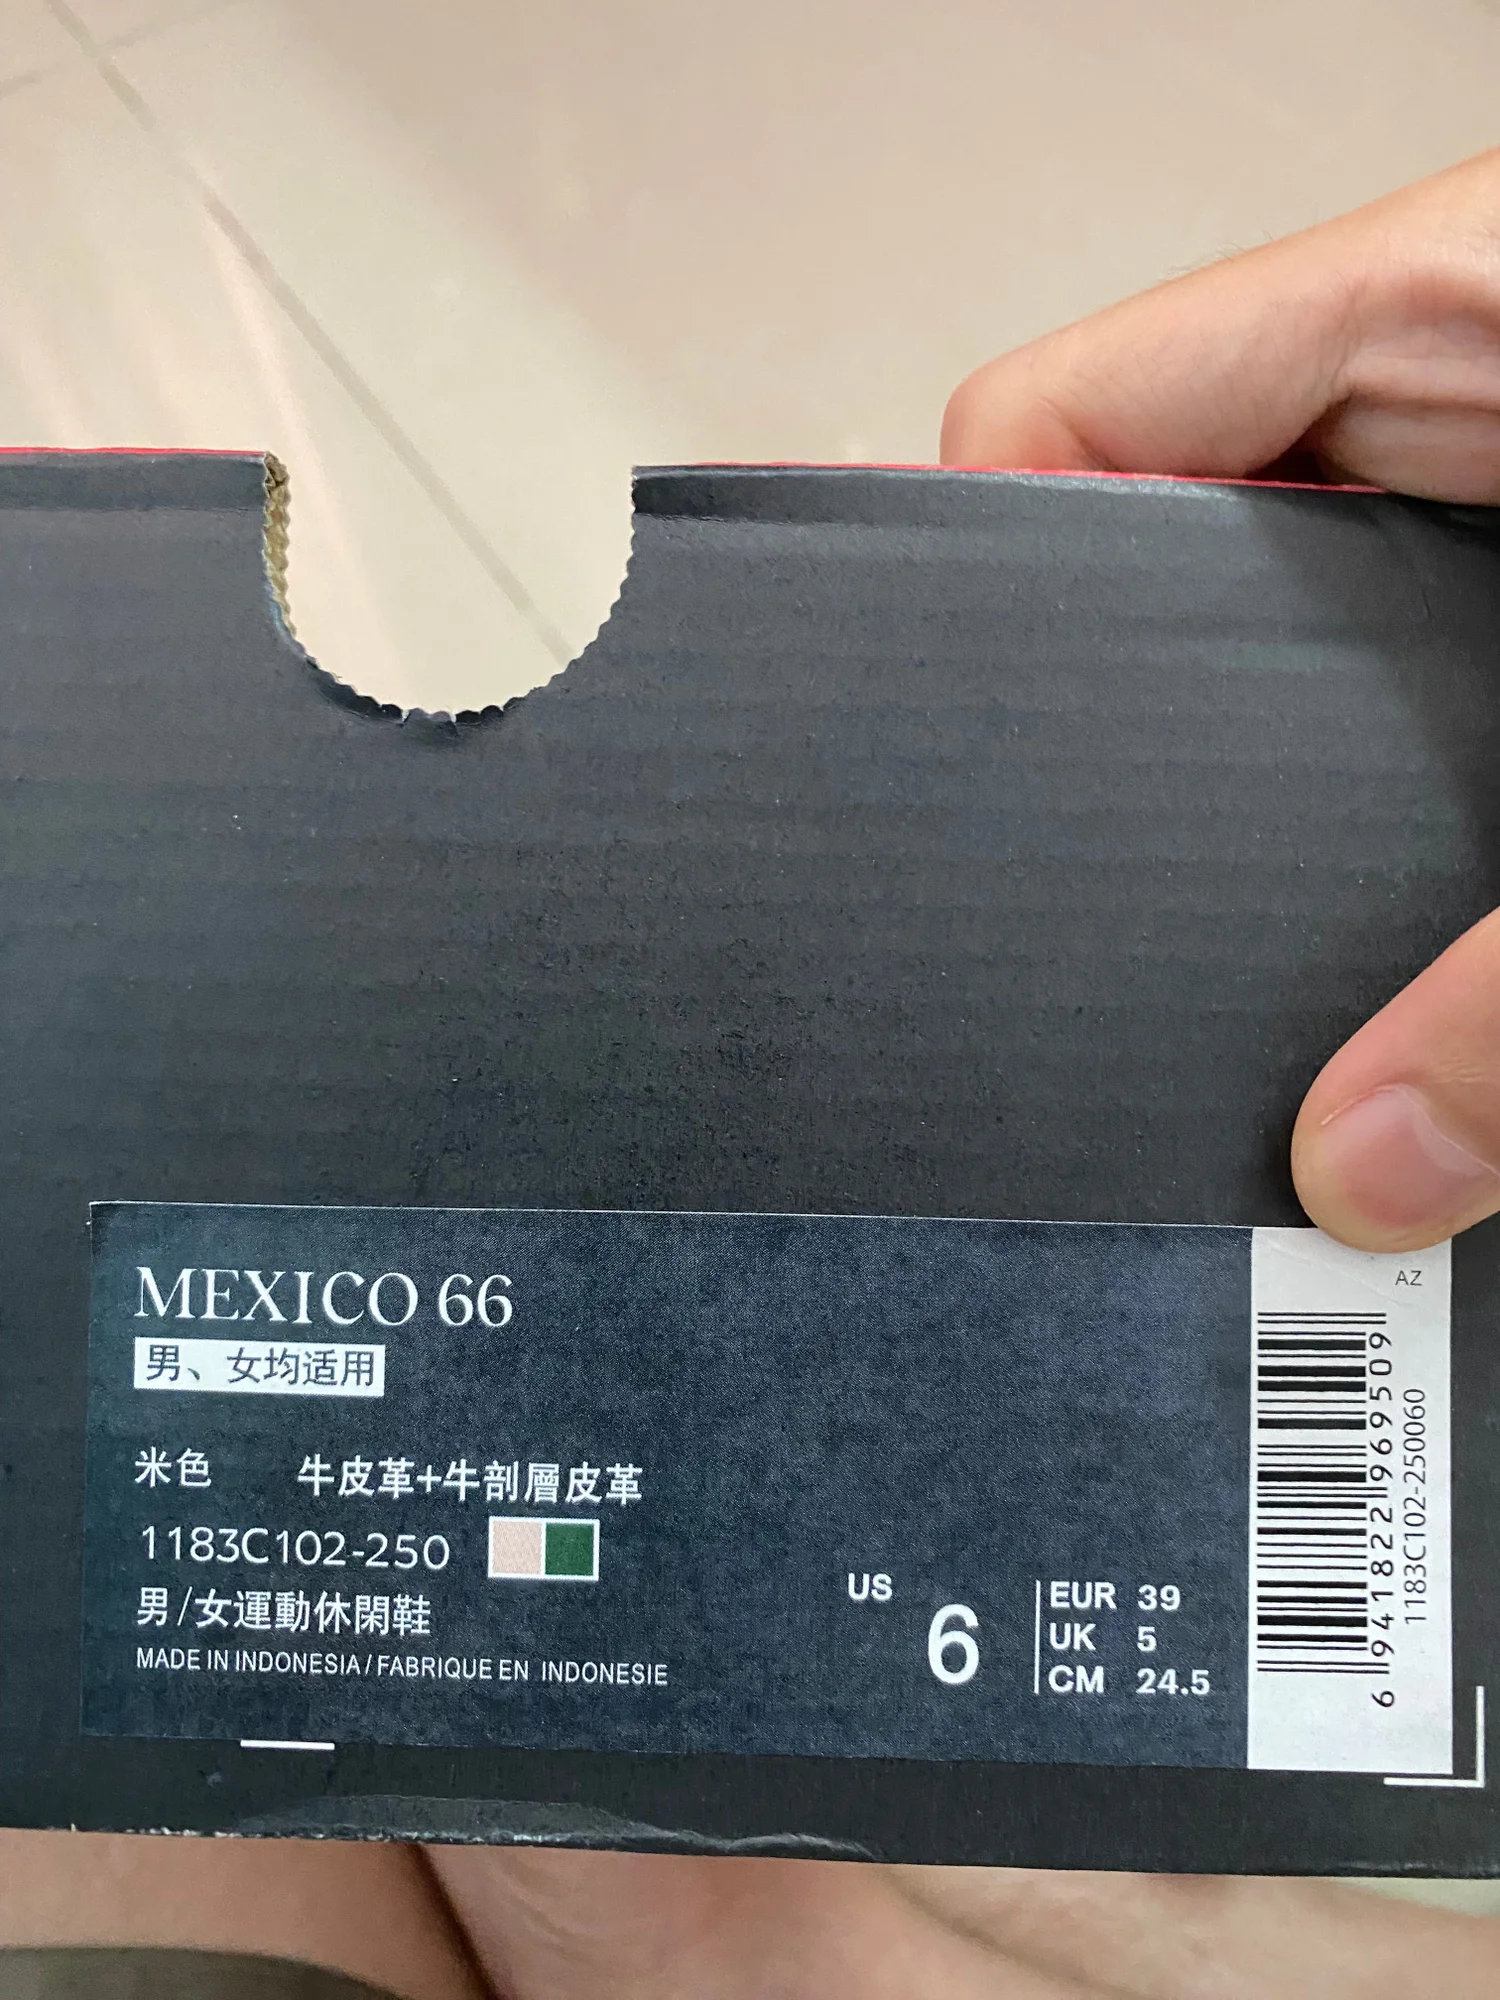 MEXICO 66
男、女均适用
米色 牛皮革+牛剖層皮革
1183C102-250
男/女運動休閑鞋
MADE IN INDONESIA / FABRIQUE EN INDONESIE
US 6
EUR 39
UK 5
CM 24.5
AZ
6 941822 969509
1183C102-250060